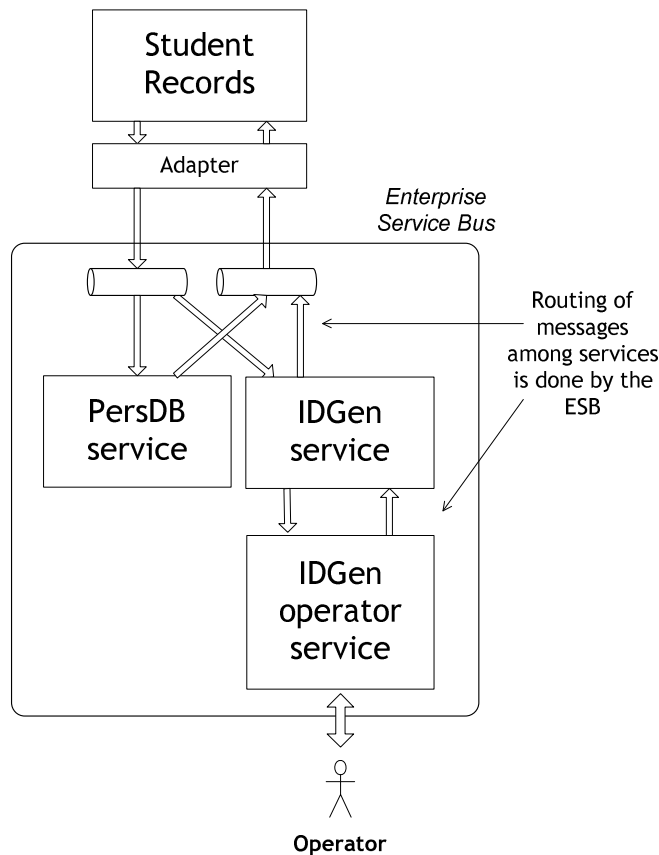 Student
Records
Adapter
Enterprise
Service Bus
Routing of
messages
among services
is done by the
ESB
PersDB
service
IDGen
service
IDGen
operator
service
Operator